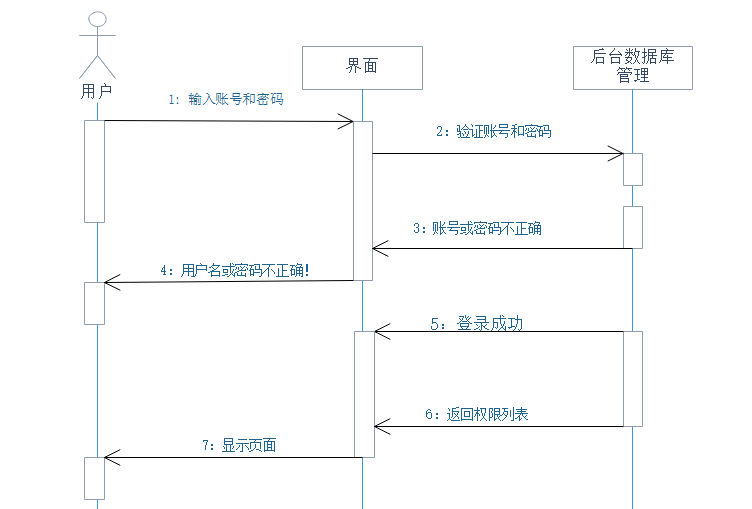 界面
后台数据库
管理
用户
1: 输入账号和密码
2：验证账号和密码
3：账号或密码不正确
4：用户名或密码不正确!
5：登录成功
6：返回权限列表
7：显示页面